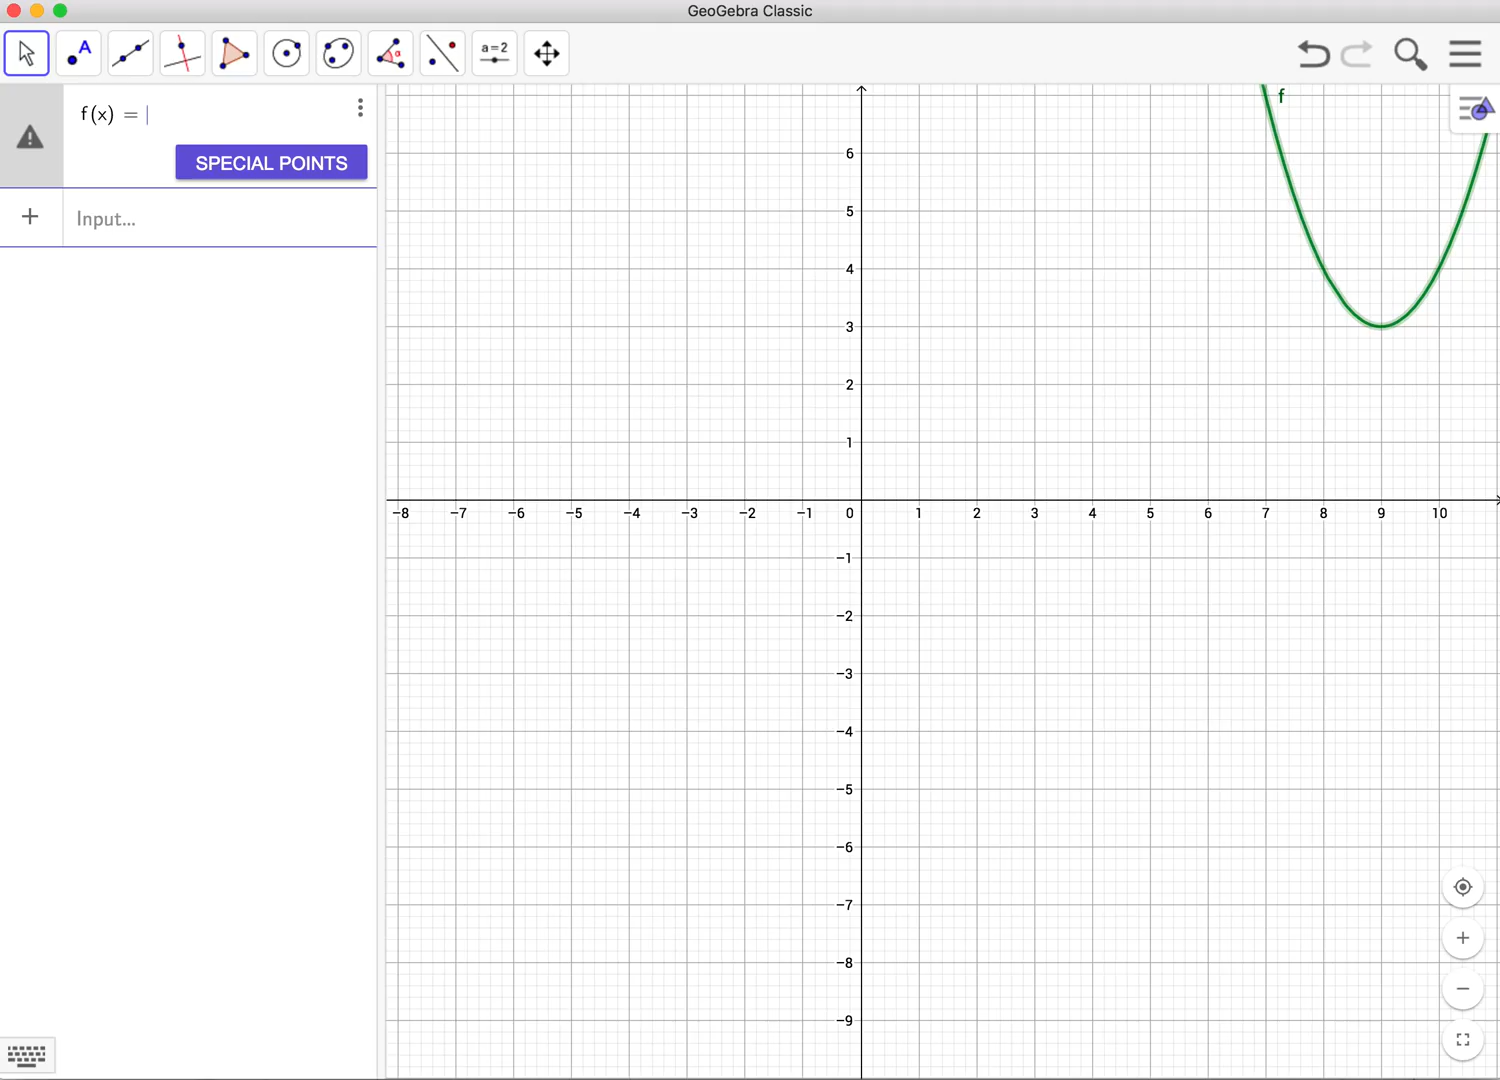 GeoGebra Classic
A
α
a=2
f(x) =
SPECIAL POINTS
+
Input...
f
6
5
4
3
2
1
−8 −7 −6 −5 −4 −3 −2 −1 0 1 2 3 4 5 6 7 8 9 10
−1
−2
−3
−4
−5
−6
−7
−8
−9